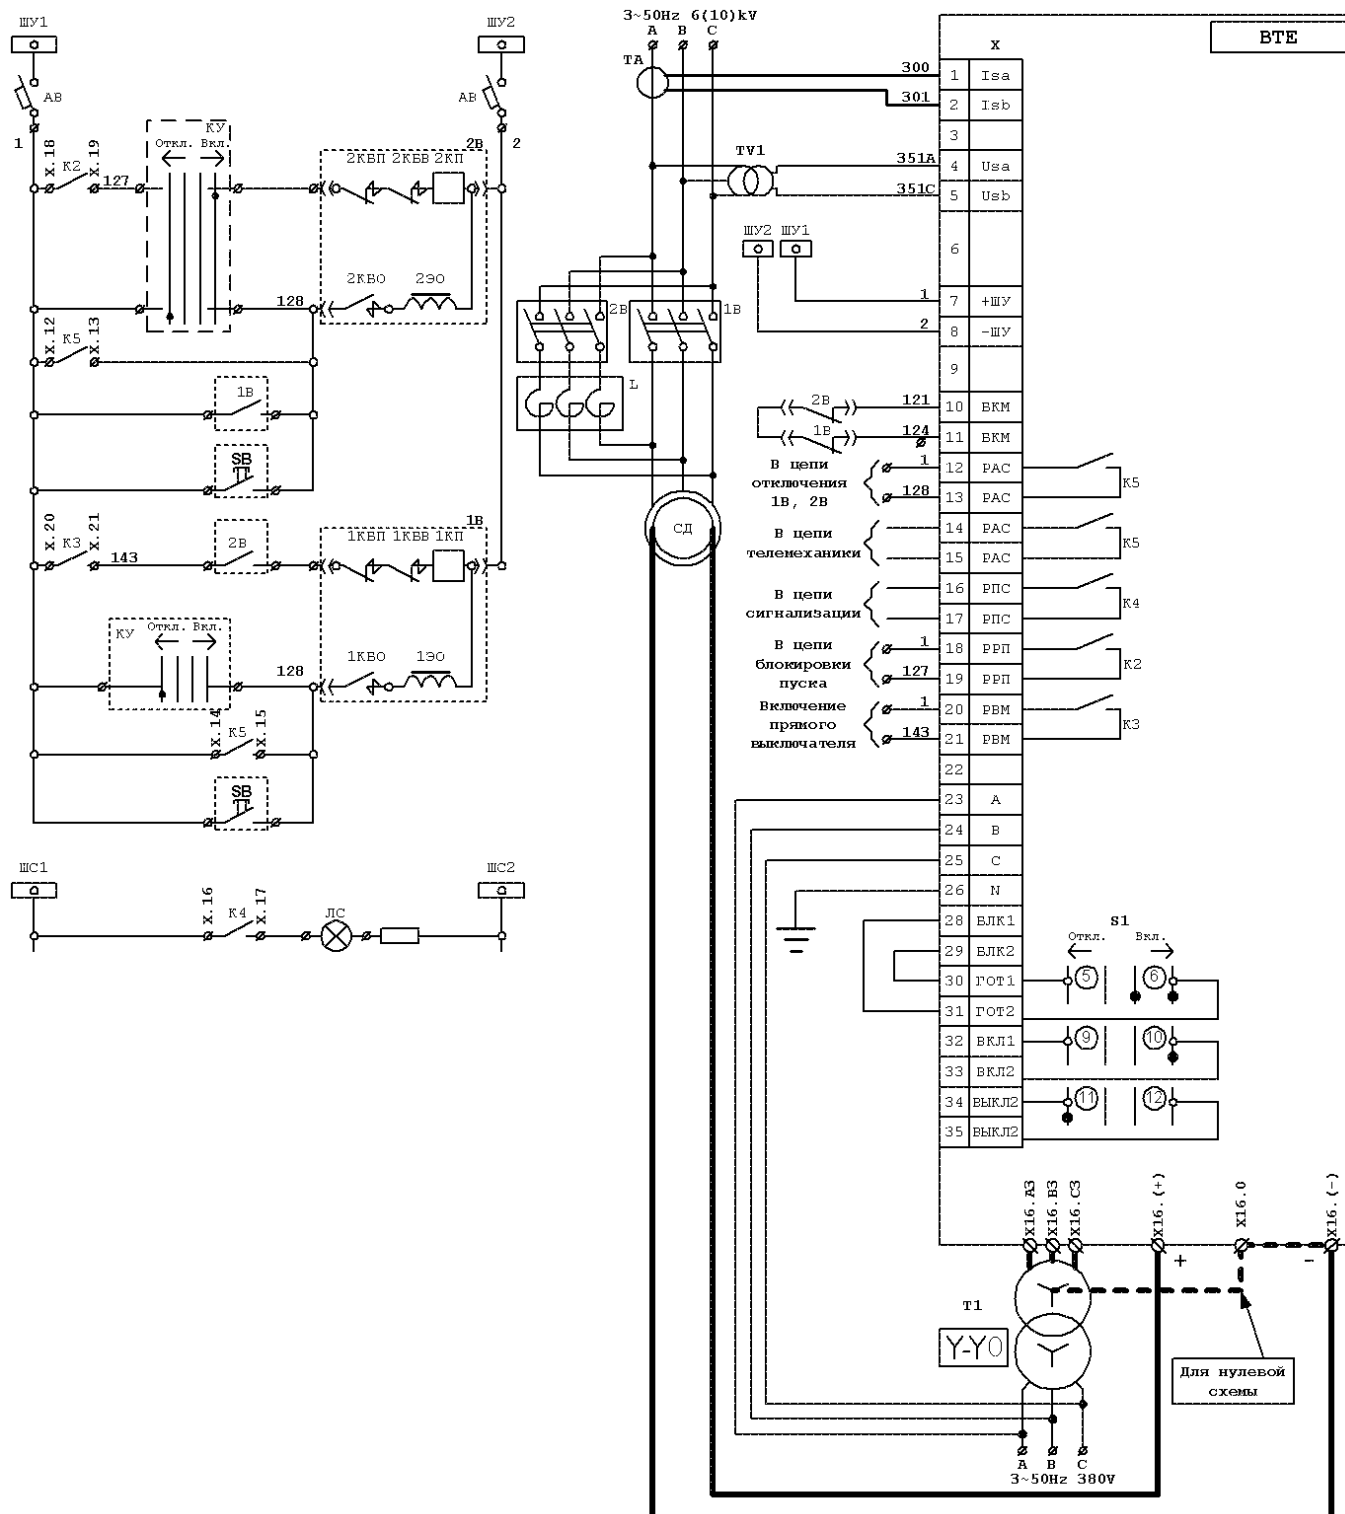 ШУ1
ШУ2
АВ
АВ
1
2
X.18
К2
X.19
127
КУ
Откл. Вкл.
2В
2КВП 2КБВ 2КП
2КВО
2ЭО
128
X.12
К5
X.13
1В
SB
X.20
К3
X.21
143
2В
1В
1КВП 1КБВ 1КП
КУ
Откл. Вкл.
128
1КВО
1ЭО
X.14
К5
X.15
SB
ШС1
ШС2
X.16
К4
X.17
ЛС
3~50Hz 6(10)kV
A B C
TA
TV1
ШУ2 ШУ1
2В
1В
L
СД
ВТЕ
X
300 1 Isa
301 2 Isb
3
351A 4 Usa
351C 5 Usb
6
1 7 +ШУ
2 8 -ШУ
9
2В 121 10 ВКМ
1В 124 11 ВКМ
В цепи
отключения
1В, 2В
1 12 РАС
128 13 РАС
К5
В цепи
телемеханики
14 РАС
15 РАС
К5
В цепи
сигнализации
16 РПС
17 РПС
К4
В цепи
блокировки
пуска
1 18 РРП
127 19 РРП
К2
Включение
прямого
выключателя
1 20 РВМ
143 21 РВМ
К3
22
23 A
24 B
25 C
26 N
28 БЛК1
29 БЛК2
30 ГОТ1
31 ГОТ2
32 ВКЛ1
33 ВКЛ2
34 ВЫКЛ2
35 ВЫКЛ2
S1
Откл. Вкл.
5 6
9 10
11 12
X16.A3
X16.B3
X16.C3
X16.(+)
X16.0
X16.(-)
+
-
T1
Y-Y0
Для нулевой
схемы
A B C
3~50Hz 380V